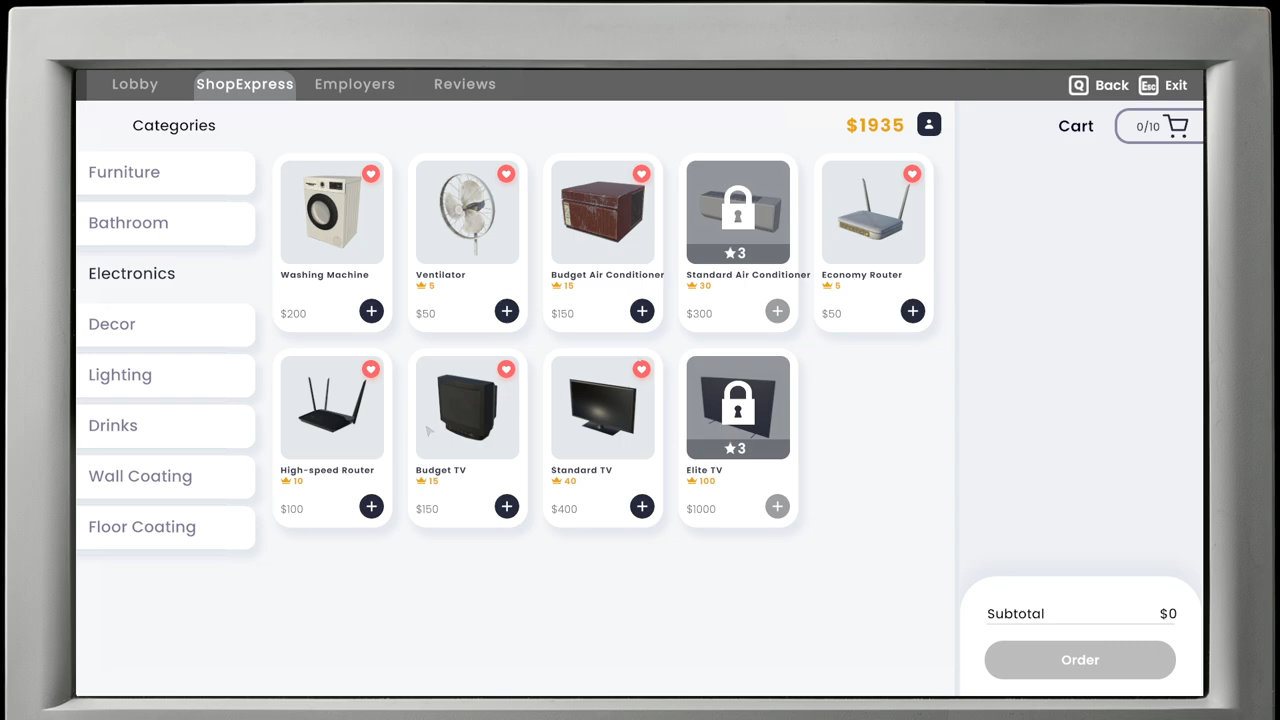 Lobby
ShopExpress
Employers
Reviews
Q Back Esc Exit
Categories
$1935
Cart
0/10
Furniture
Bathroom
Electronics
Decor
Lighting
Drinks
Wall Coating
Floor Coating
Washing Machine
$200
Ventilator
5
$50
Budget Air Conditioner
15
$150
3
Standard Air Conditioner
30
$300
Economy Router
5
$50
High-speed Router
10
$100
Budget TV
15
$150
Standard TV
40
$400
3
Elite TV
100
$1000
Subtotal $0
Order